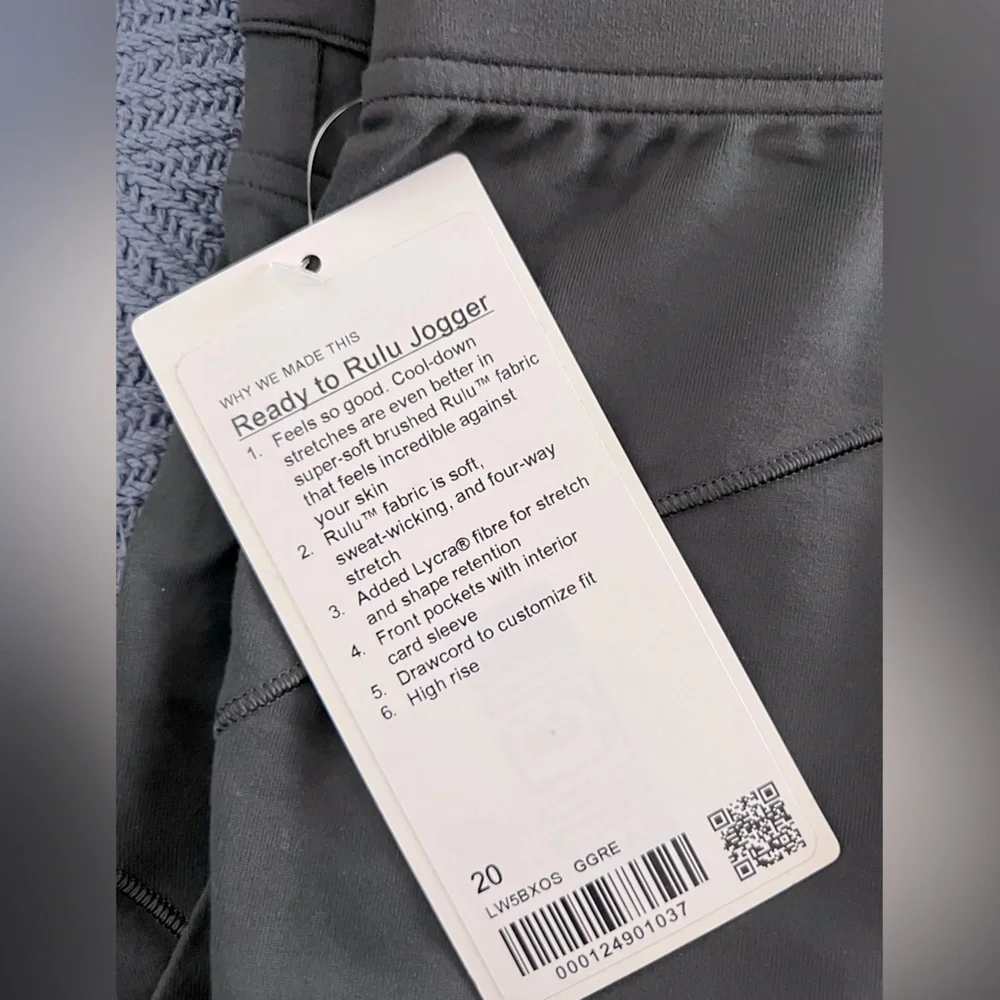 WHY WE MADE THIS
Ready to Rulu Jogger
1. Feels so good. Cool-down
stretches are even better in
super-soft brushed Rulu™ fabric
that feels incredible against
your skin
2. Rulu™ fabric is soft,
sweat-wicking, and four-way
stretch
3. Added Lycra® fibre for stretch
and shape retention
4. Front pockets with interior
card sleeve
5. Drawcord to customize fit
6. High rise
20
LW5BXOS GGRE
000124901037